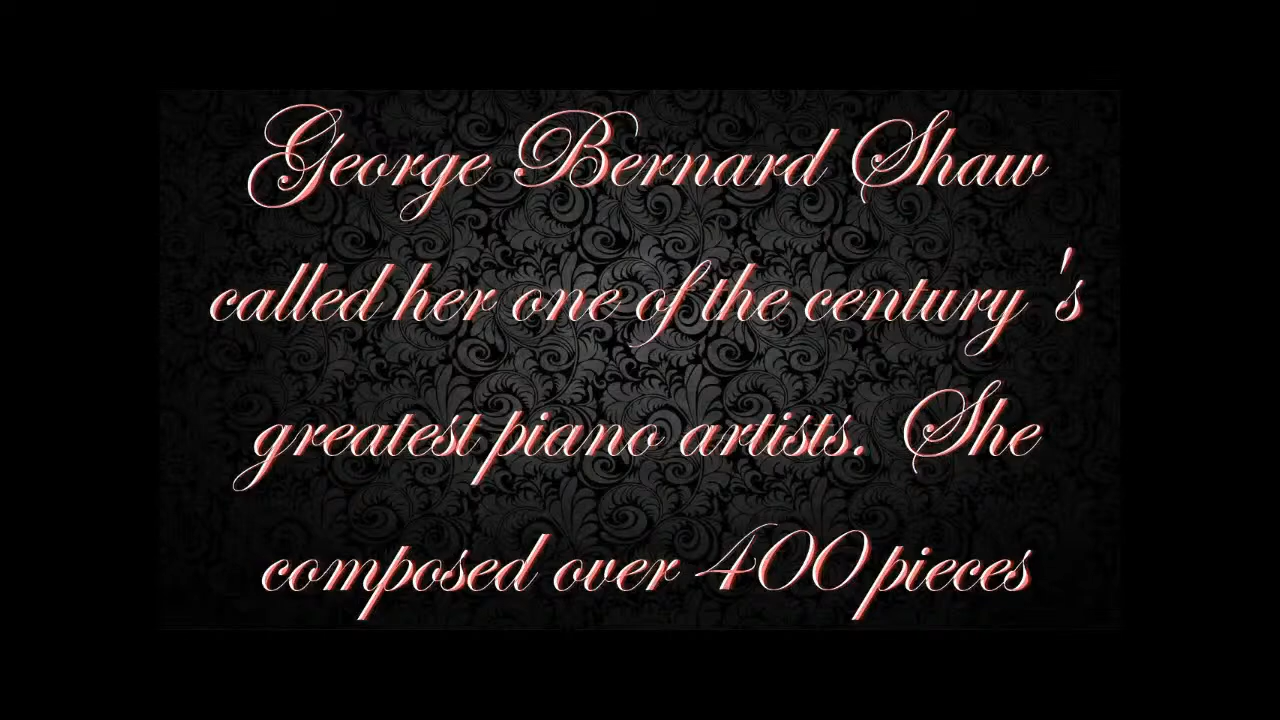 George Bernard Shaw
called her one of the century 's
greatest piano artists. She
composed over 400 pieces